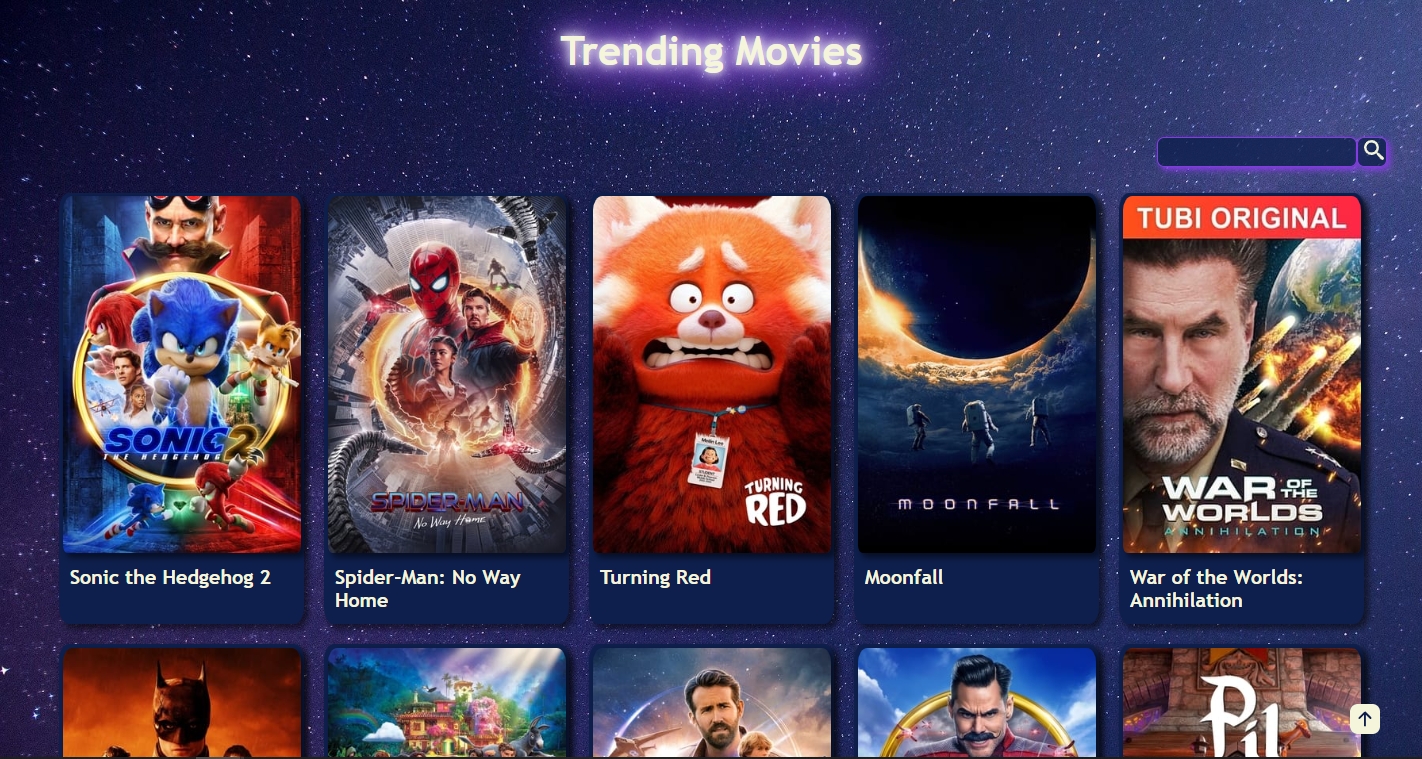 Trending Movies
TUBI ORIGINAL
SONIC 2
THE HEDGEHOG
SPIDER-MAN
No Way Home
Meilin Lee
STUDENT
TURNING
RED
MOONFALL
WAR OF THE
WORLDS
ANNIHILATION
Sonic the Hedgehog 2
Spider-Man: No Way
Home
Turning Red
Moonfall
War of the Worlds:
Annihilation
Pil